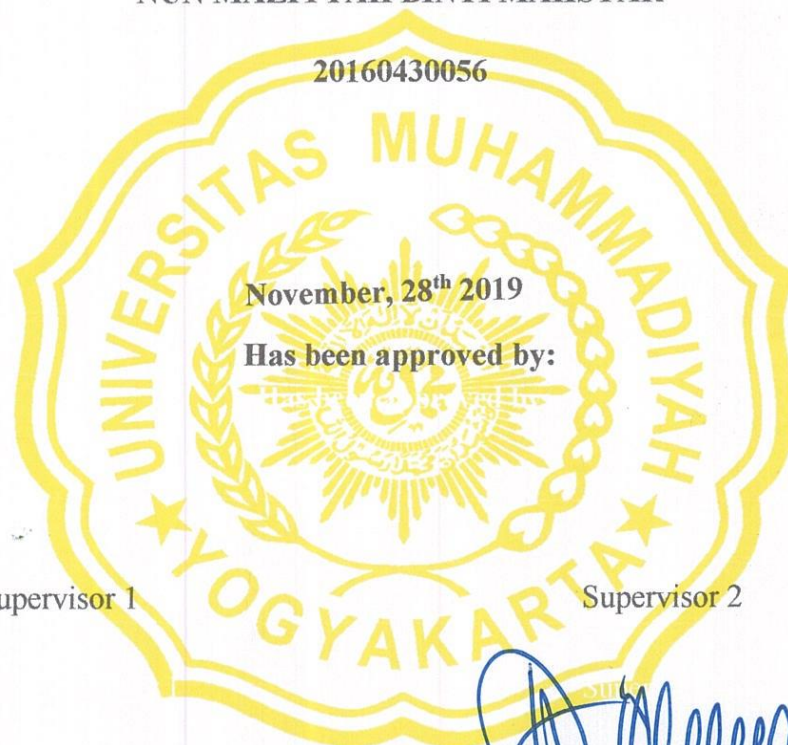 20160430056
UNIVERSITAS MUHAMMADIYAH
November, 28th 2019
Has been approved by:
Supervisor 1
Supervisor 2
★ YOGYAKARTA ★